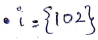 • i = {102}